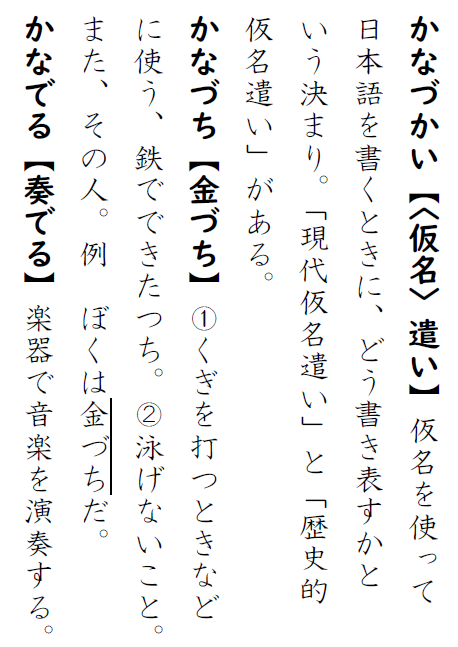 かなづかい【〈仮名〉遣い】 仮名を使って
日本語を書くときに、どう書き表すかと
いう決まり。「現代仮名遣い」と「歴史的
仮名遣い」がある。
かなづち【金づち】 ①くぎを打つときなど
に使う、鉄でできたつち。②泳げないこと。
また、その人。例 ぼくは金づちだ。
かなでる【奏でる】 楽器で音楽を演奏する。